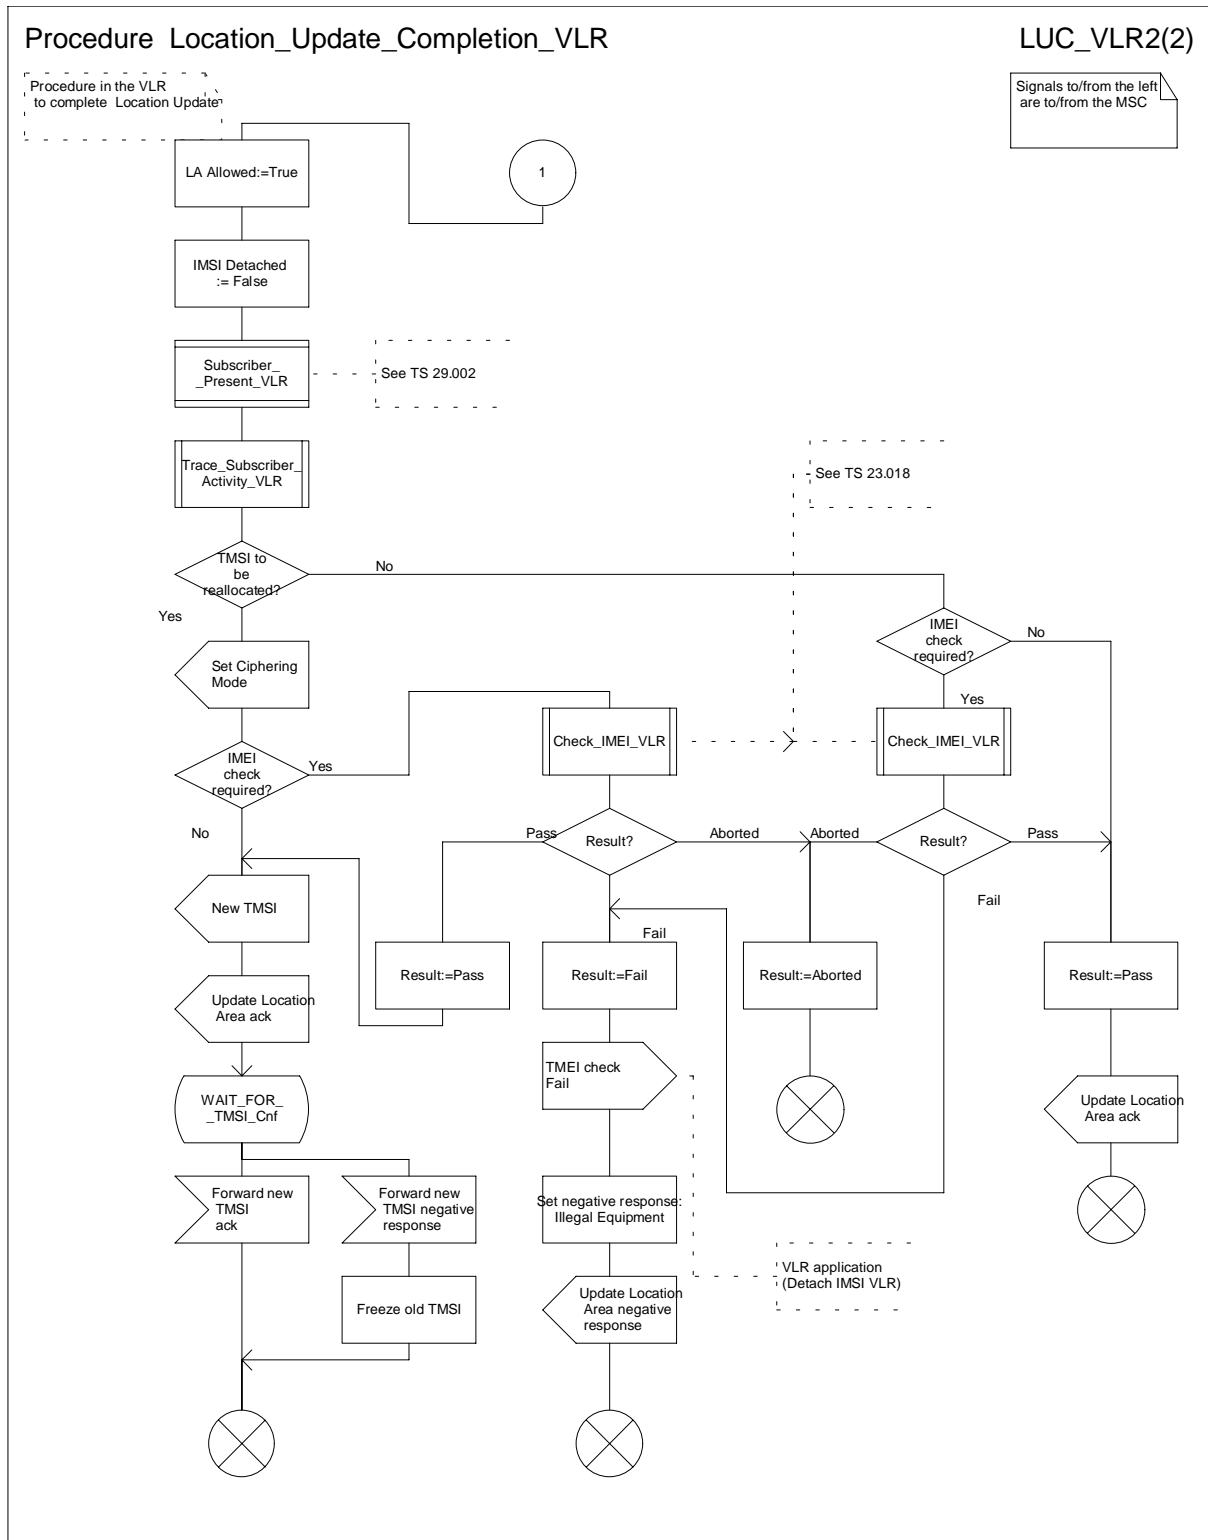 Procedure Location_Update_Completion_VLR
LUC_VLR2(2)
Procedure in the VLR
to complete Location Update
Signals to/from the left
are to/from the MSC
LA Allowed:=True
1
IMSI Detached
:= False
Subscriber_
_Present_VLR
See TS 29.002
Trace_Subscriber_
Activity_VLR
See TS 23.018
TMSI to
be
reallocated?
No
Yes
IMEI
check
required?
No
Set Ciphering
Mode
Yes
Check_IMEI_VLR
Check_IMEI_VLR
IMEI
check
required?
Yes
No
Pass
Result?
Aborted
Aborted
Result?
Pass
Fail
New TMSI
Fail
Result:=Pass
Result:=Fail
Result:=Aborted
Result:=Pass
Update Location
Area ack
TMEI check
Fail
WAIT_FOR_
_TMSI_Cnf
Update Location
Area ack
Forward new
TMSI
ack
Forward new
TMSI negative
response
Set negative response:
Illegal Equipment
VLR application
(Detach IMSI VLR)
Freeze old TMSI
Update Location
Area negative
response